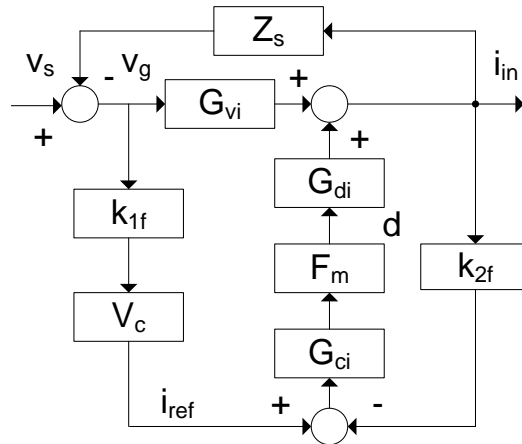 Z_s
v_s
-
v_g
+
i_in
+
G_vi
+
G_di
k_1f
d
F_m
k_2f
V_c
G_ci
i_ref
+
-